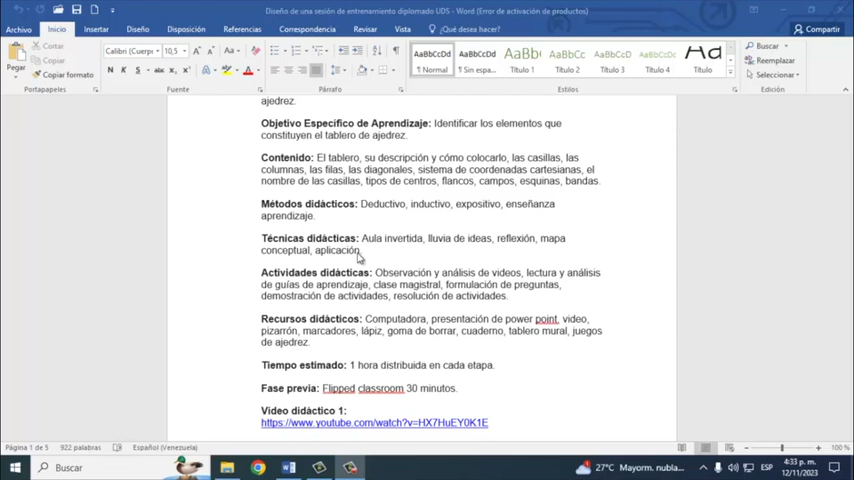 Diseño de una sesión de entrenamiento diplomado UDS - Word (Error de activación de productos)
Archivo Inicio Insertar Diseño Disposición Referencias Correspondencia Revisar Vista ¿Qué desea hacer? Compartir
Pegar
Cortar
Copiar
Copiar formato
Portapapeles
Calibri (Cuerpo) 10,5
Fuente
Párrafo
AaBbCcDc AaBbCcDc AaBbC AaBbCc AaBbCcD AaBbCcD AaH
¶ Normal ¶ Sin espa... Título 1 Título 2 Título 3 Título 4 Título
Estilos
Buscar
Reemplazar
Seleccionar
Edición
ajedrez.
Objetivo Específico de Aprendizaje: Identificar los elementos que
constituyen el tablero de ajedrez.
Contenido: El tablero, su descripción y cómo colocarlo, las casillas, las
columnas, las filas, las diagonales, sistema de coordenadas cartesianas, el
nombre de las casillas, tipos de centros, flancos, campos, esquinas, bandas.
Métodos didácticos: Deductivo, inductivo, expositivo, enseñanza
aprendizaje.
Técnicas didácticas: Aula invertida, lluvia de ideas, reflexión, mapa
conceptual, aplicación.
Actividades didácticas: Observación y análisis de videos, lectura y análisis
de guías de aprendizaje, clase magistral, formulación de preguntas,
demostración de actividades, resolución de actividades.
Recursos didácticos: Computadora, presentación de power point, video,
pizarrón, marcadores, lápiz, goma de borrar, cuaderno, tablero mural, juegos
de ajedrez.
Tiempo estimado: 1 hora distribuida en cada etapa.
Fase previa: Flipped classroom 30 minutos.
Video didáctico 1:
https://www.youtube.com/watch?v=HX7HuEY0K1E
Página 1 de 5 922 palabras Español (Venezuela) 100 %
Buscar 27°C Mayorm. nubla... ESP 4:33 p. m.
12/11/2023